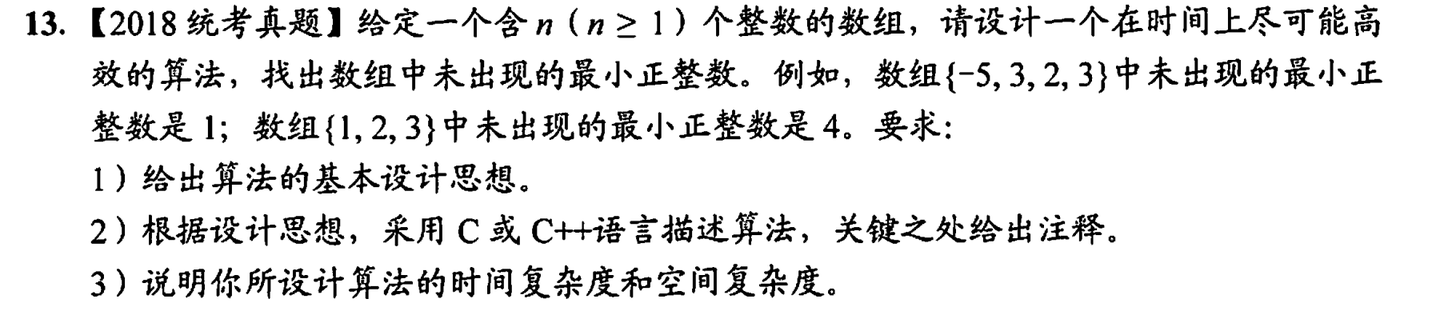 13. 【2018 统考真题】给定一个含 n（n ≥ 1）个整数的数组，请设计一个在时间上尽可能高
效的算法，找出数组中未出现的最小正整数。例如，数组{-5, 3, 2, 3}中未出现的最小正
整数是 1；数组{1, 2, 3}中未出现的最小正整数是 4。要求：
1）给出算法的基本设计思想。
2）根据设计思想，采用 C 或 C++语言描述算法，关键之处给出注释。
3）说明你所设计算法的时间复杂度和空间复杂度。